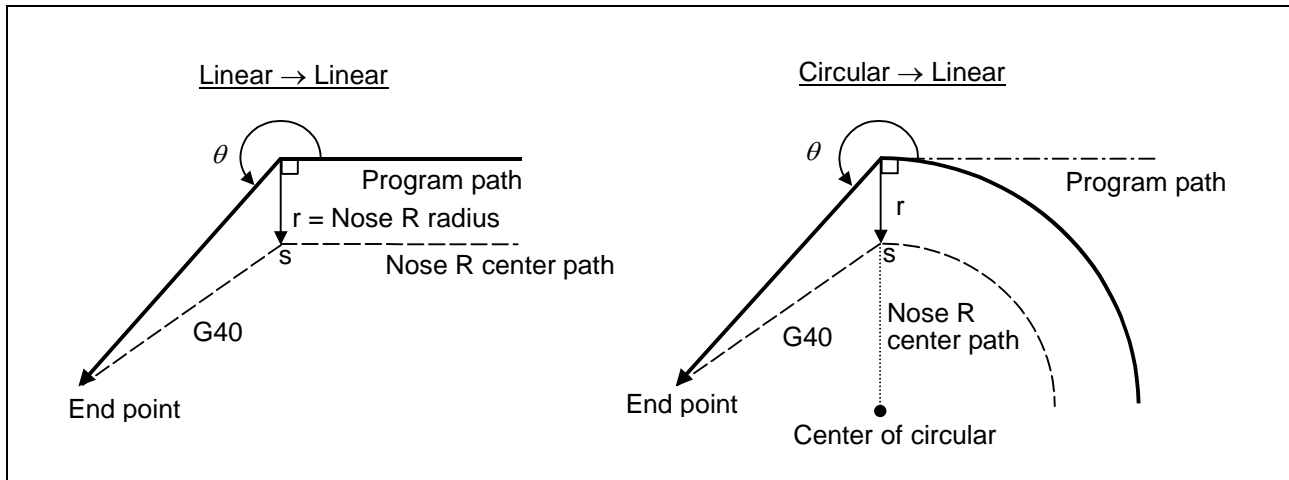 Linear → Linear
θ
Program path
r = Nose R radius
s
Nose R center path
G40
End point
Circular → Linear
θ
Program path
r
s
Nose R
center path
G40
End point
Center of circular